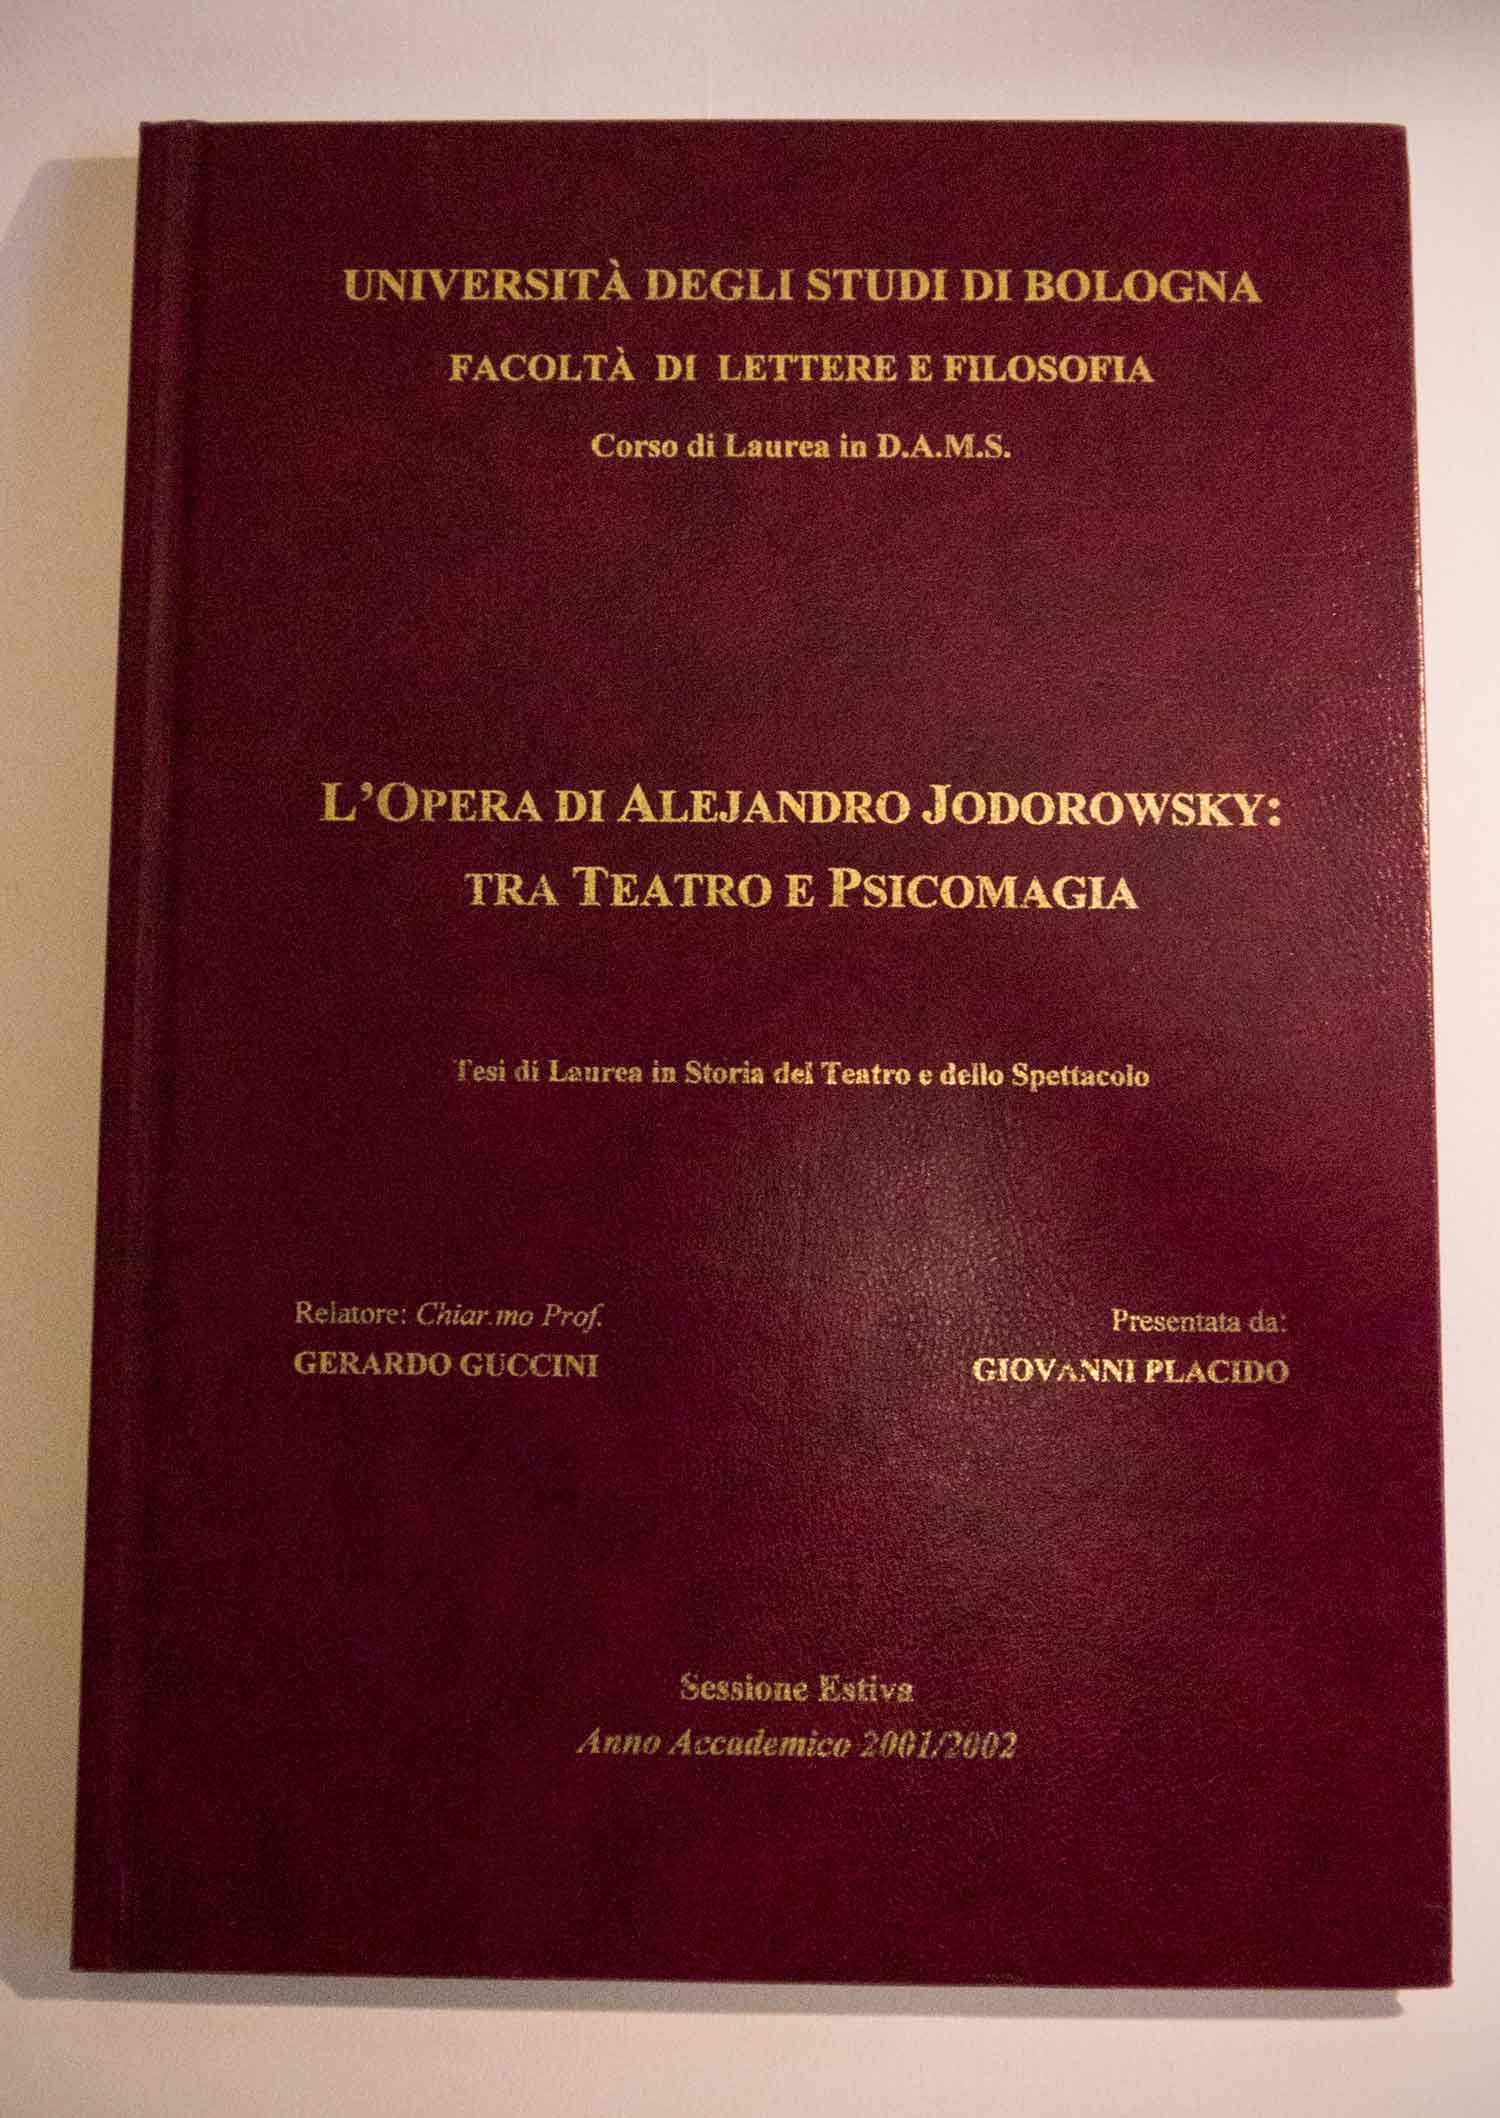 UNIVERSITÀ DEGLI STUDI DI BOLOGNA
FACOLTÀ DI LETTERE E FILOSOFIA
Corso di Laurea in D.A.M.S.
L'OPERA DI ALEJANDRO JODOROWSKY:
TRA TEATRO E PSICOMAGIA
Tesi di Laurea in Storia del Teatro e dello Spettacolo
Relatore: Chiar.mo Prof.
GERARDO GUCCINI
Presentata da:
GIOVANNI PLACIDO
Sessione Estiva
Anno Accademico 2001/2002